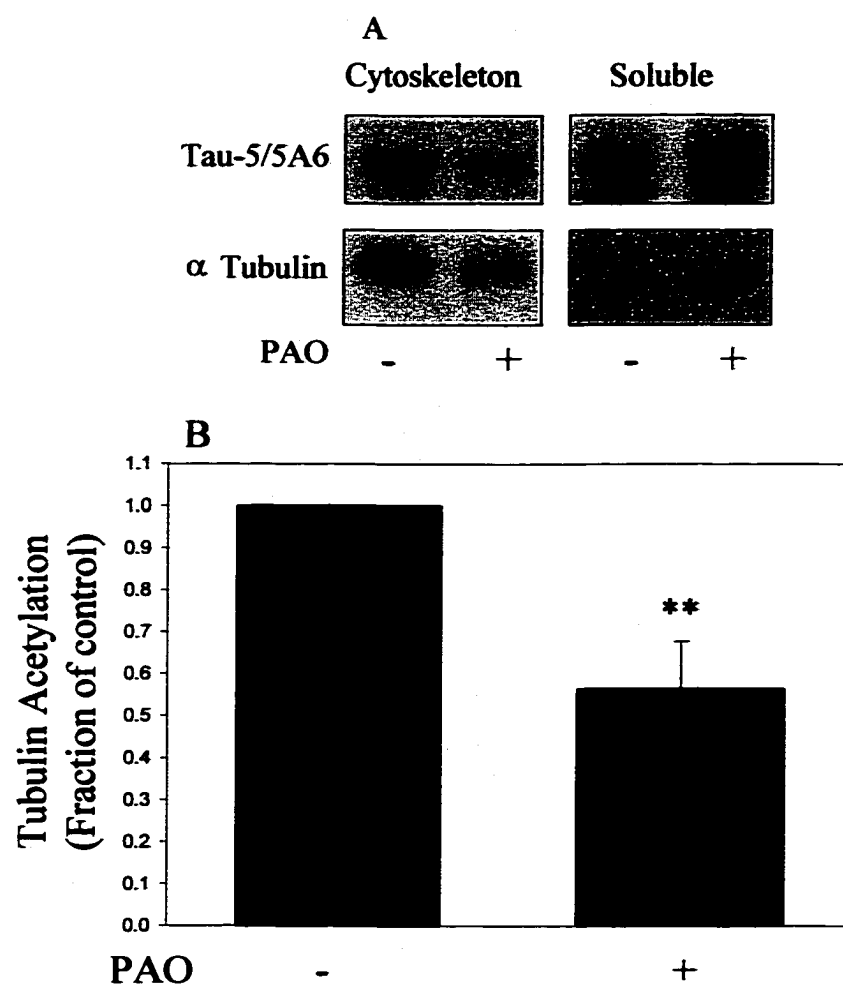 A
Cytoskeleton Soluble
Tau-5/5A6
α Tubulin
PAO - + - +
B
Tubulin Acetylation
(Fraction of control)
1.1
1.0
0.9
0.8
0.7
0.6
0.5
0.4
0.3
0.2
0.1
0.0
**
PAO - +